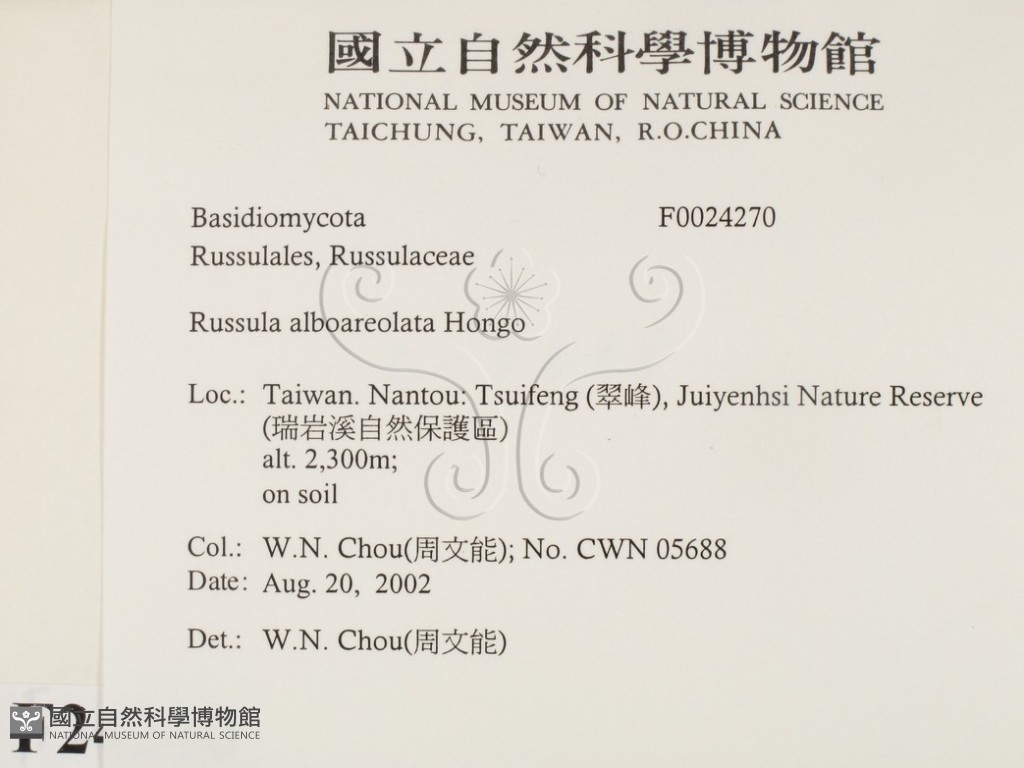 國立自然科學博物館
NATIONAL MUSEUM OF NATURAL SCIENCE
TAICHUNG, TAIWAN, R.O.CHINA
Basidiomycota F0024270
Russulales, Russulaceae
Russula alboareolata Hongo
Loc.: Taiwan. Nantou: Tsuifeng (翠峰), Juiyenhsi Nature Reserve
(瑞岩溪自然保護區)
alt. 2,300m;
on soil
Col.: W.N. Chou(周文能); No. CWN 05688
Date: Aug. 20, 2002
Det.: W.N. Chou(周文能)
國立自然科學博物館
NATIONAL MUSEUM OF NATURAL SCIENCE